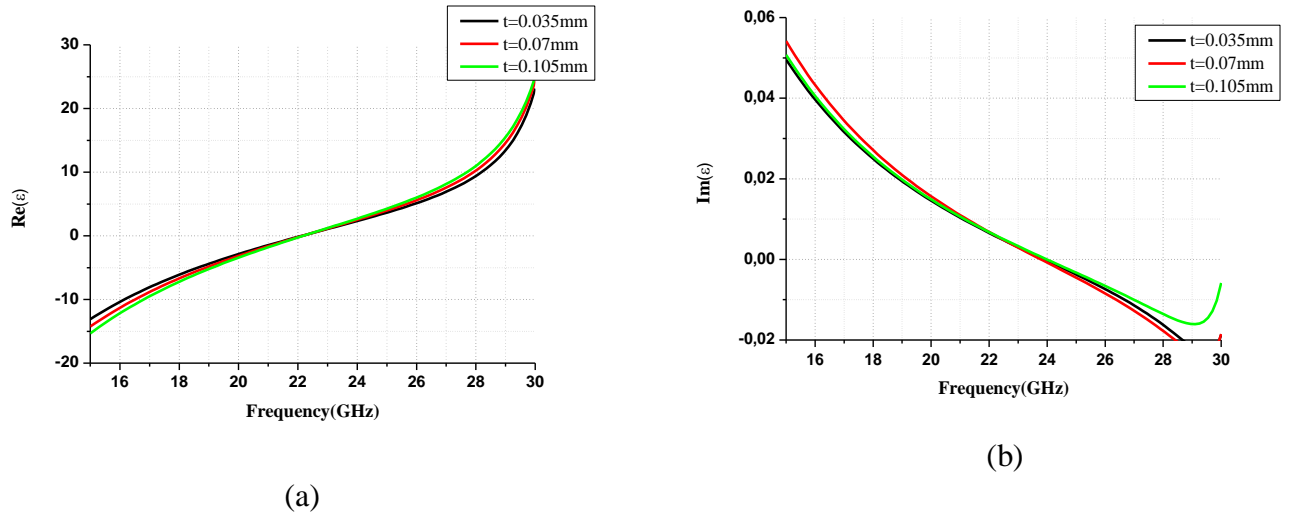 t=0.035mm
t=0.07mm
t=0.105mm
30
20
10
0
-10
-20
Re(ε)
16 18 20 22 24 26 28 30
Frequency(GHz)
(a)
0,06
0,04
0,02
0,00
-0,02
Im(ε)
t=0.035mm
t=0.07mm
t=0.105mm
16 18 20 22 24 26 28 30
Frequency(GHz)
(b)